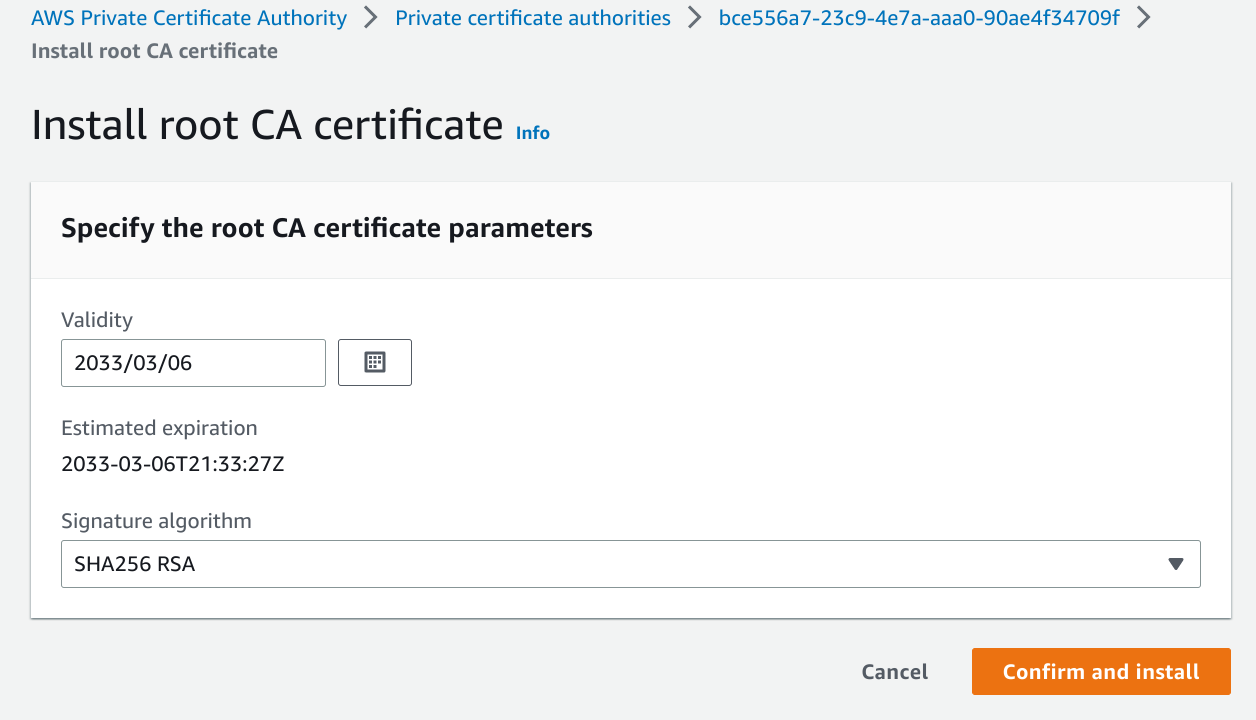 AWS Private Certificate Authority > Private certificate authorities > bce556a7-23c9-4e7a-aaa0-90ae4f34709f >
Install root CA certificate
Install root CA certificate Info
Specify the root CA certificate parameters
Validity
2033/03/06
Estimated expiration
2033-03-06T21:33:27Z
Signature algorithm
SHA256 RSA
Cancel Confirm and install